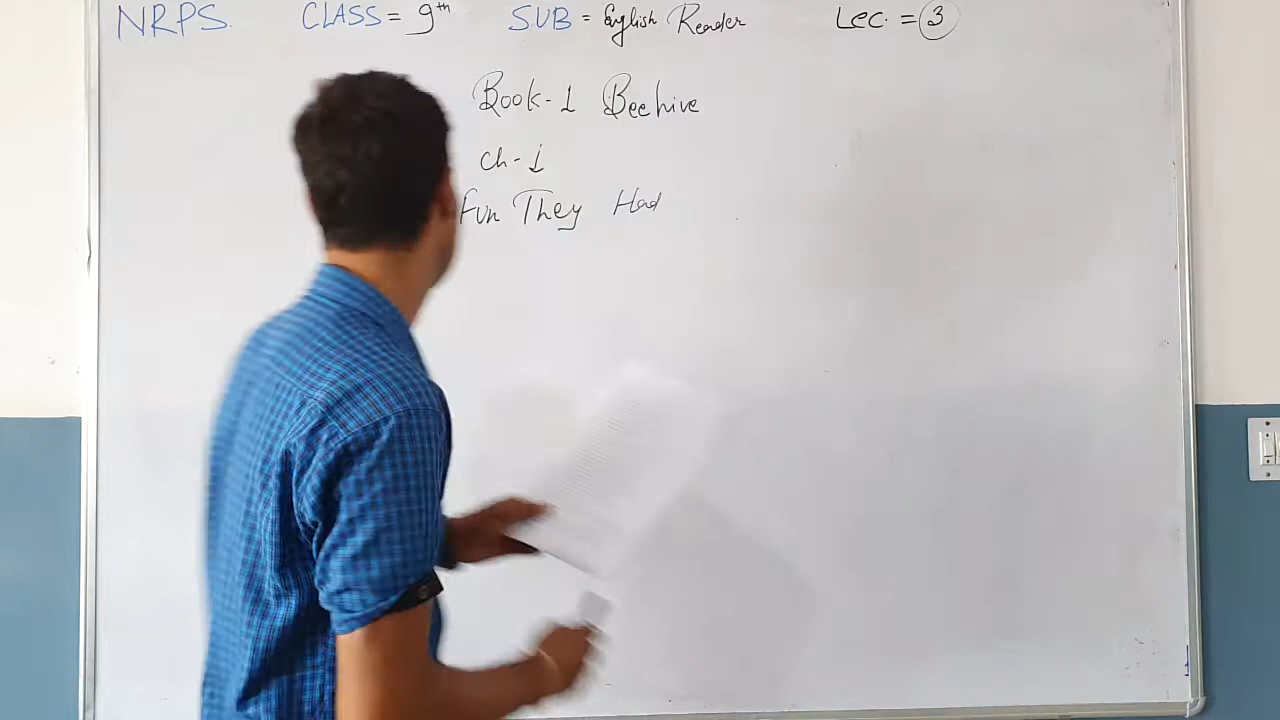 NRPS. CLASS = 9th SUB = English Reader Lec. = 3
Book-1 Beehive
ch-1
Fun They Had